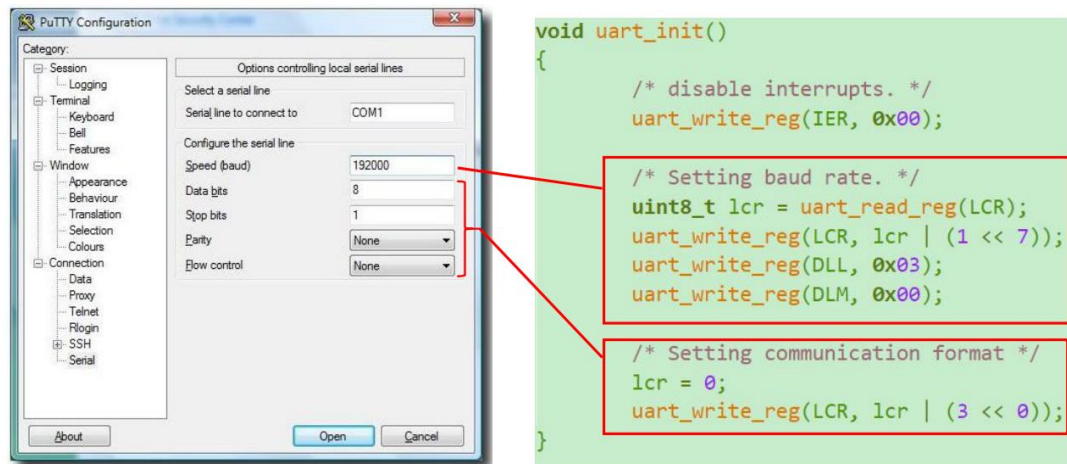 PuTTY Configuration
Category:
Session
Logging
Terminal
Keyboard
Bell
Features
Window
Appearance
Behaviour
Translation
Selection
Colours
Connection
Data
Proxy
Telnet
Rlogin
SSH
Serial
Options controlling local serial lines
Select a serial line
Serial line to connect to COM1
Configure the serial line
Speed (baud) 192000
Data bits 8
Stop bits 1
Parity None
Flow control None
About Open Cancel
void uart_init()
{
/* disable interrupts. */
uart_write_reg(IER, 0x00);
/* Setting baud rate. */
uint8_t lcr = uart_read_reg(LCR);
uart_write_reg(LCR, lcr | (1 << 7));
uart_write_reg(DLL, 0x03);
uart_write_reg(DLM, 0x00);
/* Setting communication format */
lcr = 0;
uart_write_reg(LCR, lcr | (3 << 0));
}